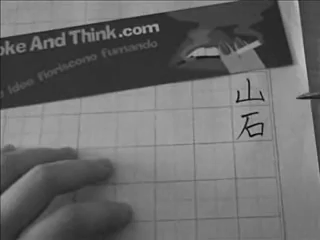 oke And Think.com
idee fioriscono fumando
山
石